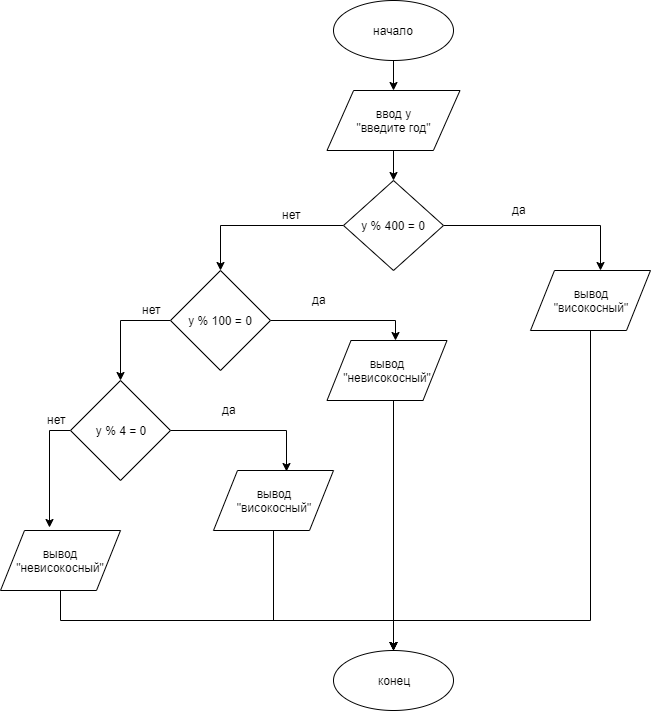 начало
ввод y
"введите год"
нет
да
y % 400 = 0
вывод
"високосный"
нет
да
y % 100 = 0
вывод
"невисокосный"
нет
да
y % 4 = 0
вывод
"високосный"
вывод
"невисокосный"
конец